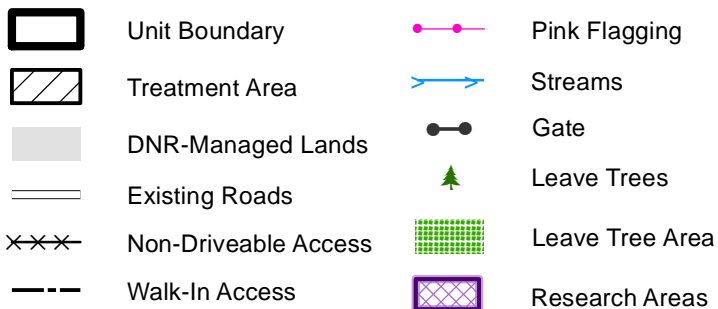 Unit Boundary
Treatment Area
DNR-Managed Lands
Existing Roads
Non-Driveable Access
Walk-In Access
Pink Flagging
Streams
Gate
Leave Trees
Leave Tree Area
Research Areas